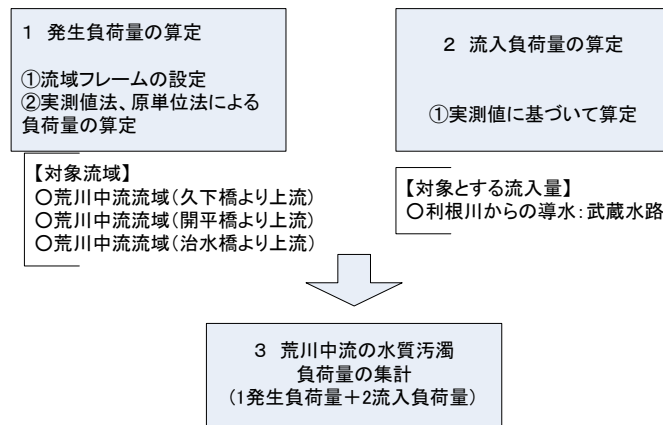 1 発生負荷量の算定
①流域フレームの設定
②実測値法、原単位法による
負荷量の算定
【対象流域】
○荒川中流流域(久下橋より上流)
○荒川中流流域(開平橋より上流)
○荒川中流流域(治水橋より上流)
2 流入負荷量の算定
①実測値に基づいて算定
【対象とする流入量】
○利根川からの導水:武蔵水路
3 荒川中流の水質汚濁
負荷量の集計
(1発生負荷量+2流入負荷量)